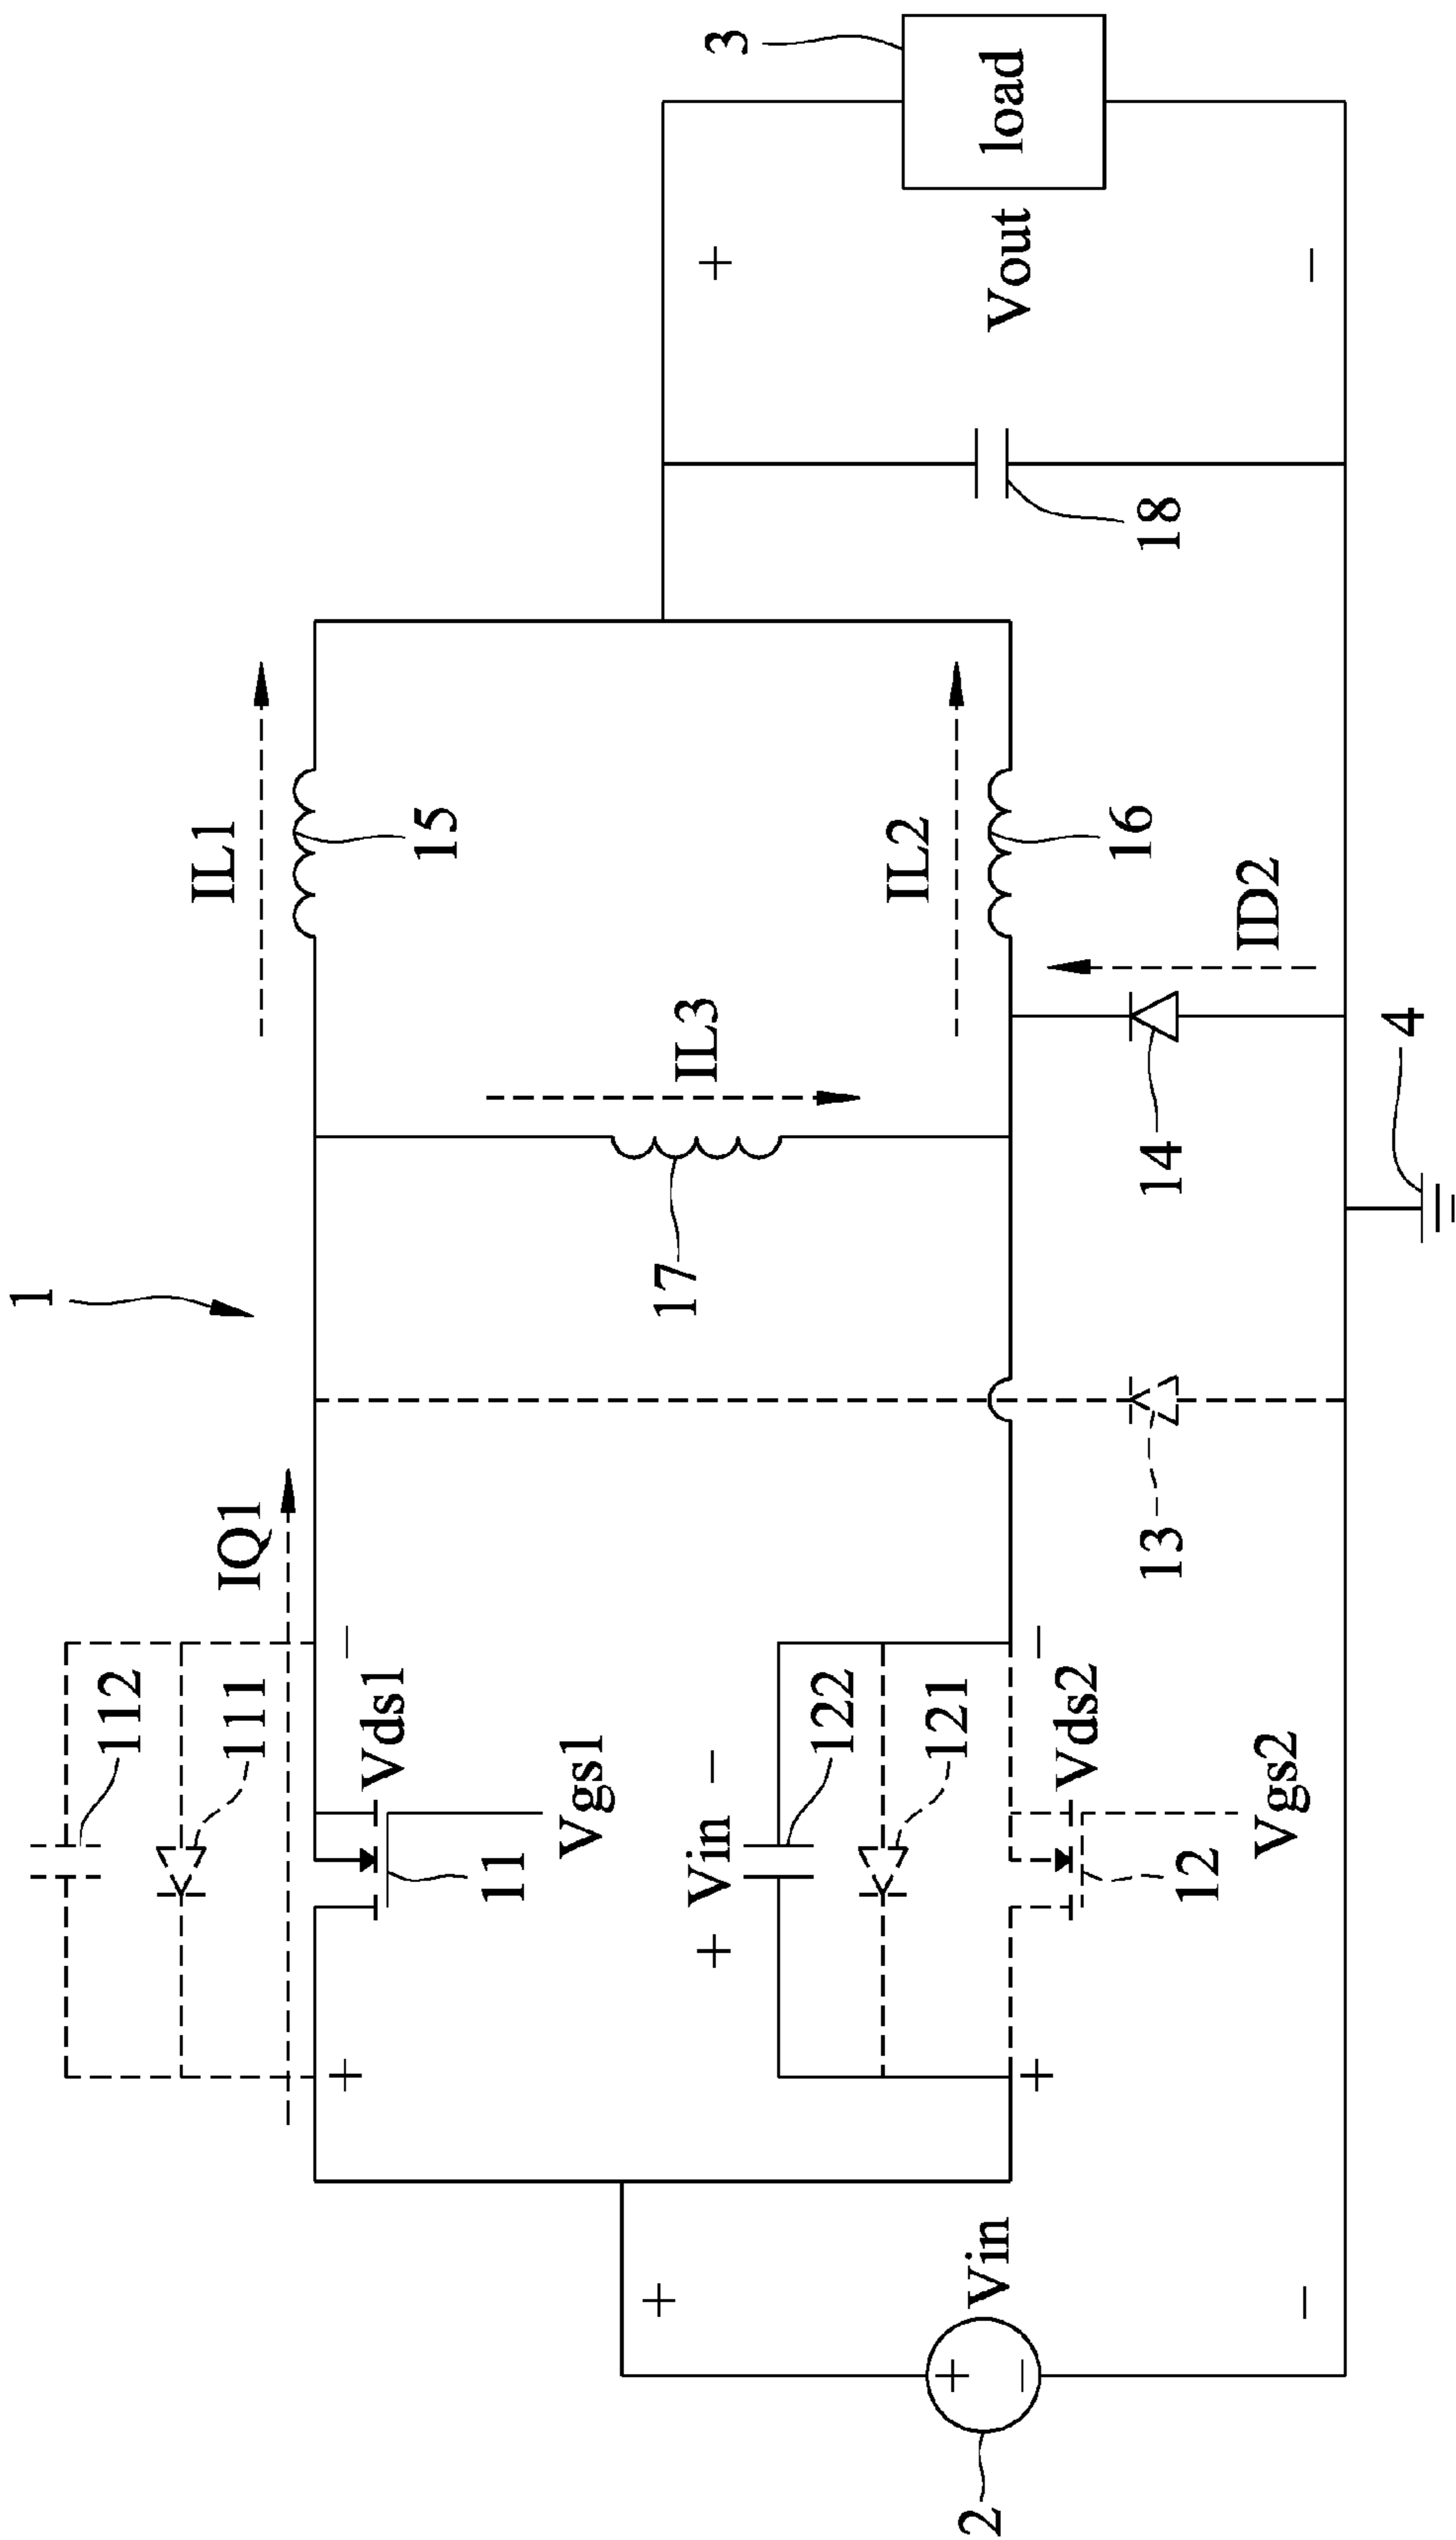 1
112
111
IQ1
IL1
Vds1
+
−
Vgs1
11
15
IL3
17
3
load
+
Vout
−
18
+ Vin −
122
121
IL2
16
+
−
Vds2
12
Vgs2
13
14
ID2
4
+
Vin
+
−
−
2